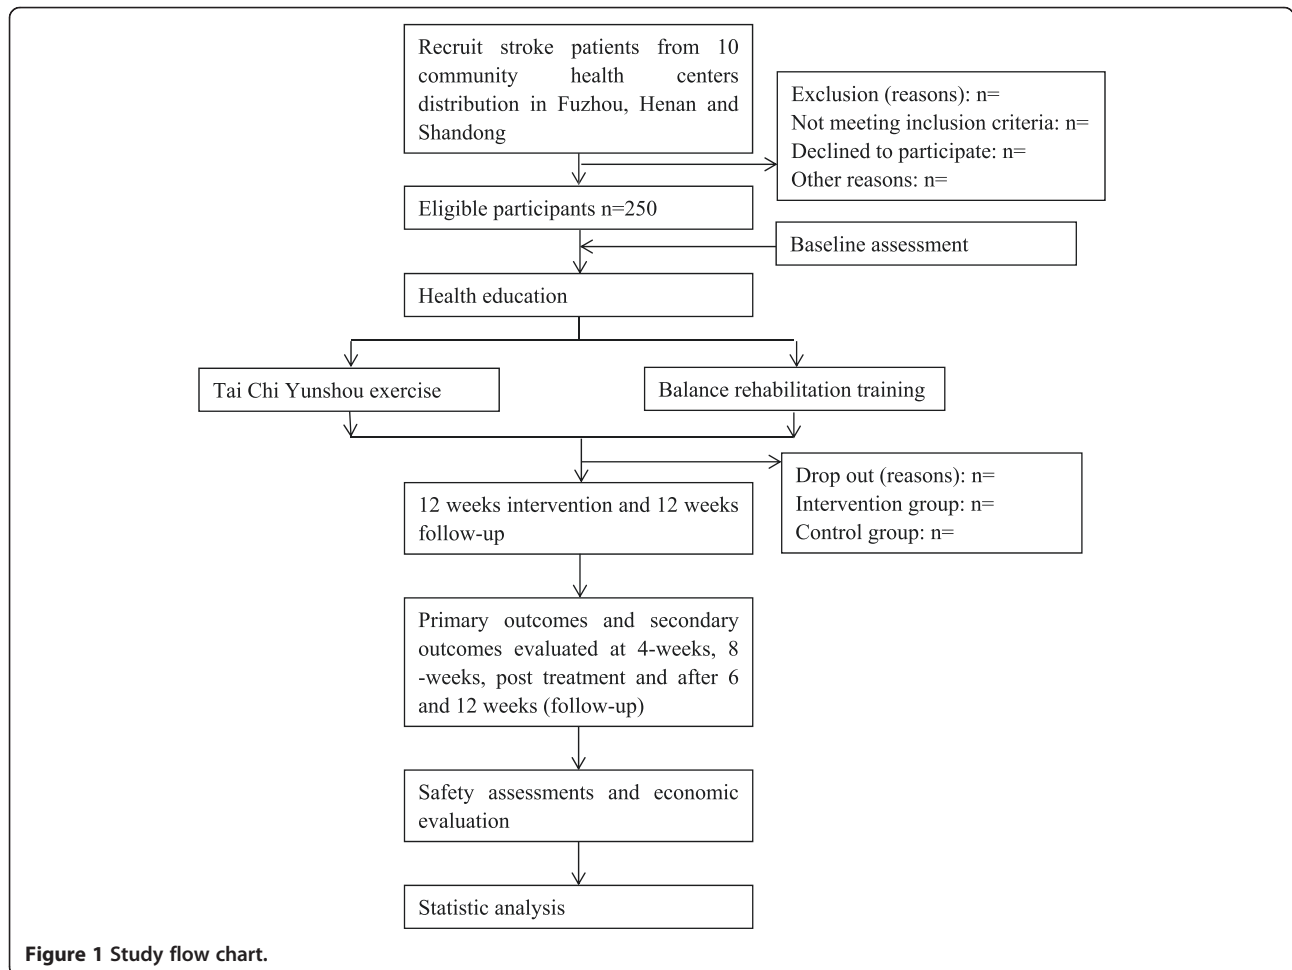 Recruit stroke patients from 10
community health centers
distribution in Fuzhou, Henan and
Shandong
Exclusion (reasons): n=
Not meeting inclusion criteria: n=
Declined to participate: n=
Other reasons: n=
Eligible participants n=250
Baseline assessment
Health education
Tai Chi Yunshou exercise
Balance rehabilitation training
Drop out (reasons): n=
Intervention group: n=
Control group: n=
12 weeks intervention and 12 weeks
follow-up
Primary outcomes and secondary
outcomes evaluated at 4-weeks, 8
-weeks, post treatment and after 6
and 12 weeks (follow-up)
Safety assessments and economic
evaluation
Statistic analysis
Figure 1 Study flow chart.